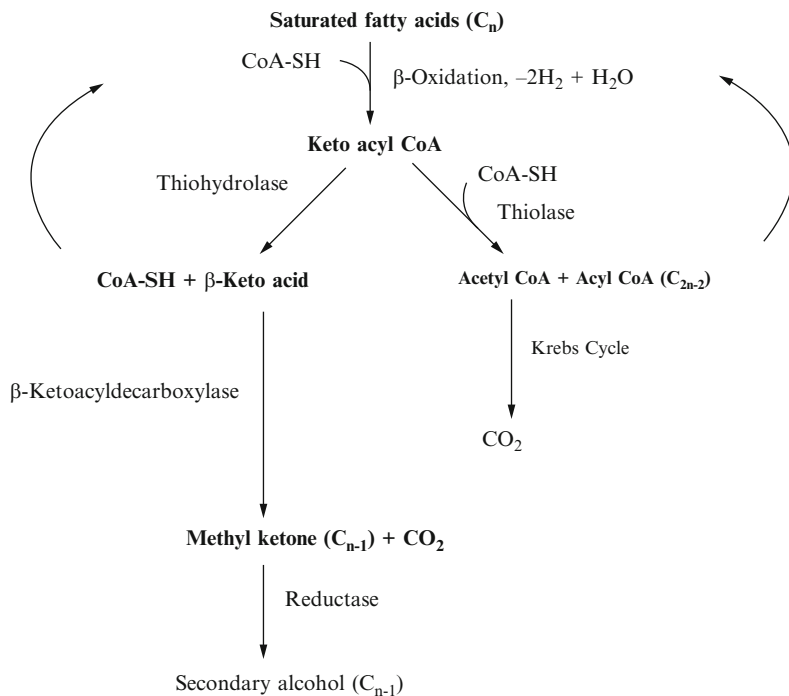 Saturated fatty acids (Cₙ)
CoA-SH
β-Oxidation, –2H₂ + H₂O
Keto acyl CoA
Thiohydrolase
CoA-SH
Thiolase
CoA-SH + β-Keto acid
Acetyl CoA + Acyl CoA (C₂ₙ₋₂)
Krebs Cycle
β-Ketoacyldecarboxylase
CO₂
Methyl ketone (Cₙ₋₁) + CO₂
Reductase
Secondary alcohol (Cₙ₋₁)